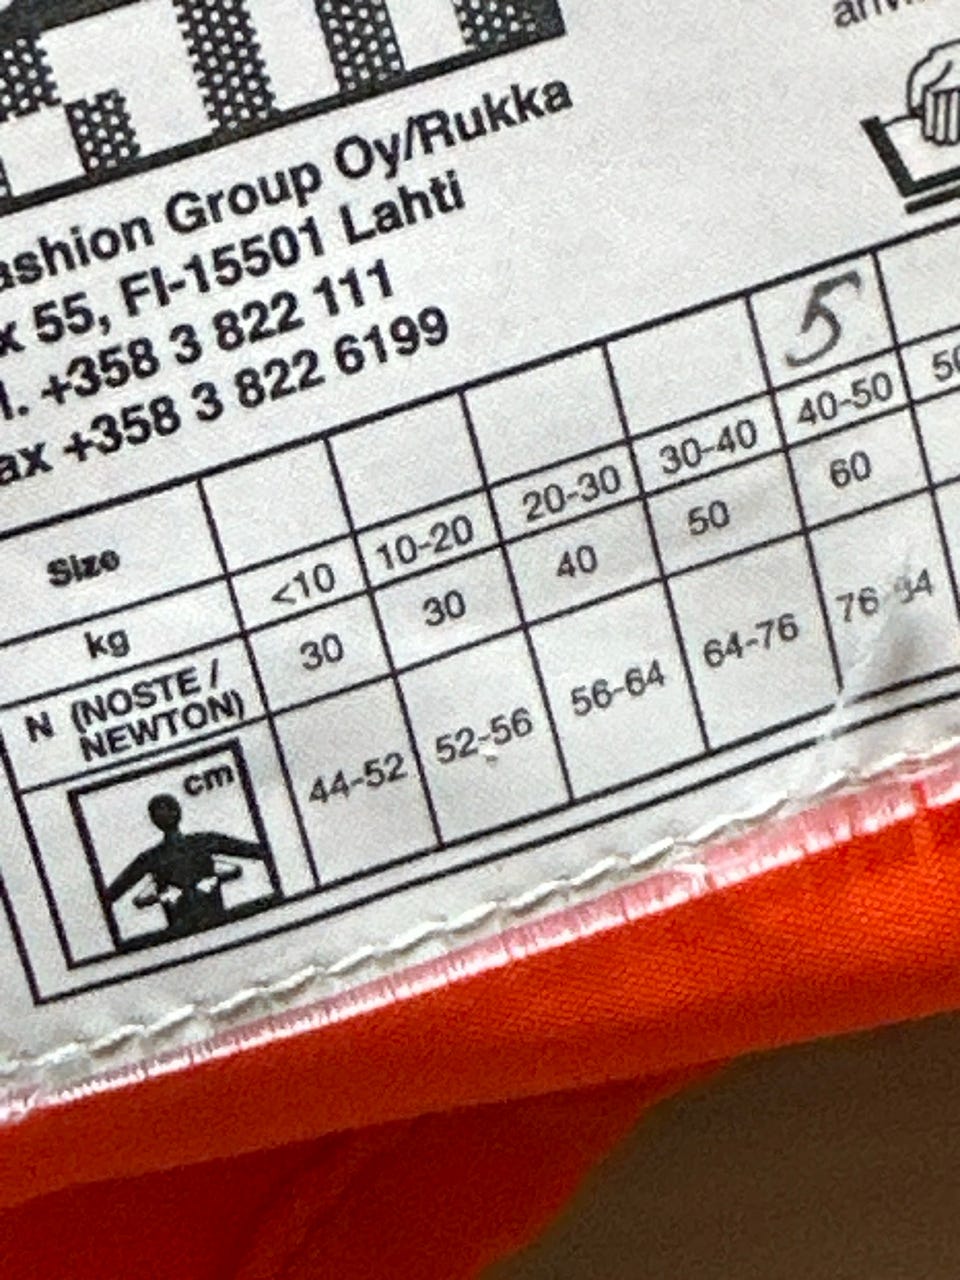 ashion Group Oy/Rukka
x 55, FI-15501 Lahti
l. +358 3 822 111
ax +358 3 822 6199
Size 5
kg <10 10-20 20-30 30-40 40-50 50
N (NOSTE / NEWTON) 30 30 40 50 60
cm 44-52 52-56 56-64 64-76 76